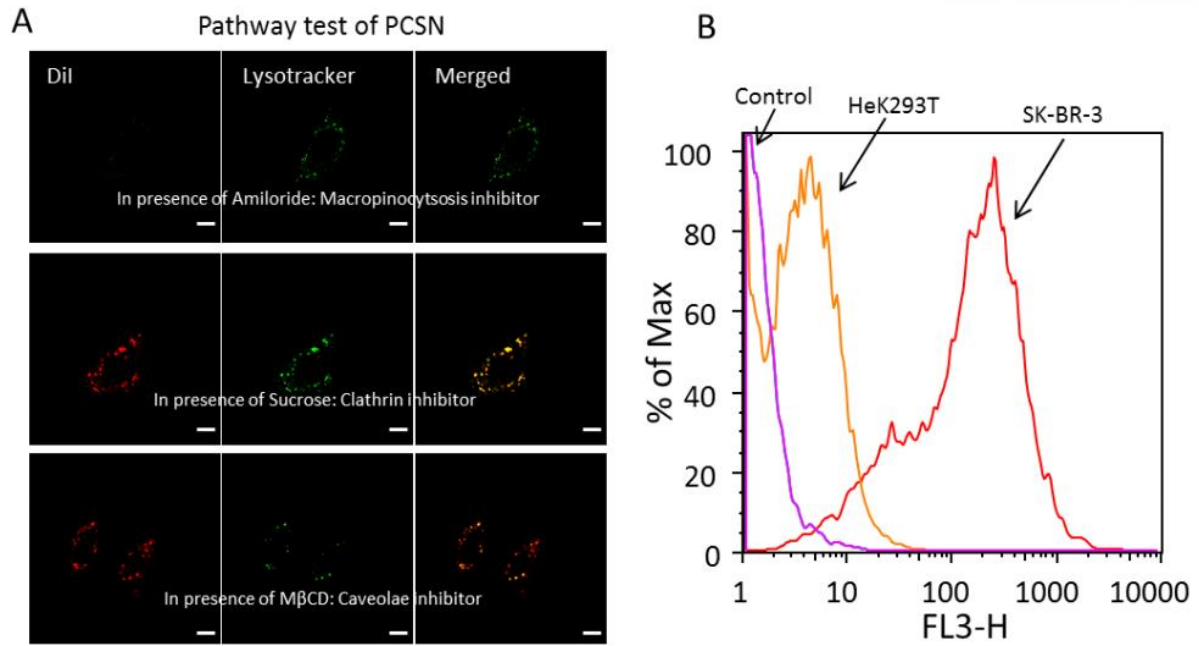 A
Pathway test of PCSN
DiI
Lysotracker
Merged
In presence of Amiloride: Macropinocytsosis inhibitor
In presence of Sucrose: Clathrin inhibitor
In presence of MβCD: Caveolae inhibitor
B
Control
HeK293T
SK-BR-3
% of Max
100
80
60
40
20
0
1
10
100
1000
10000
FL3-H